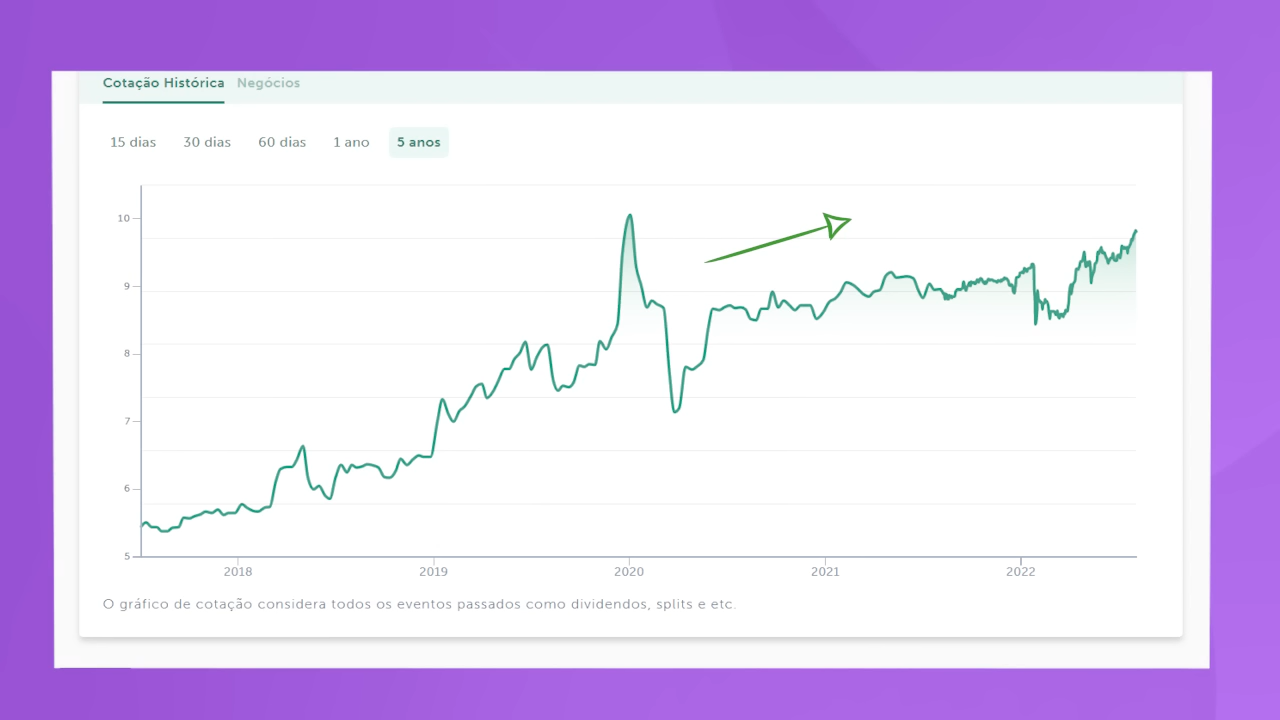 Cotação Histórica Negócios
15 dias 30 dias 60 dias 1 ano 5 anos
10
9
8
7
6
5
2018 2019 2020 2021 2022
O gráfico de cotação considera todos os eventos passados como dividendos, splits e etc.